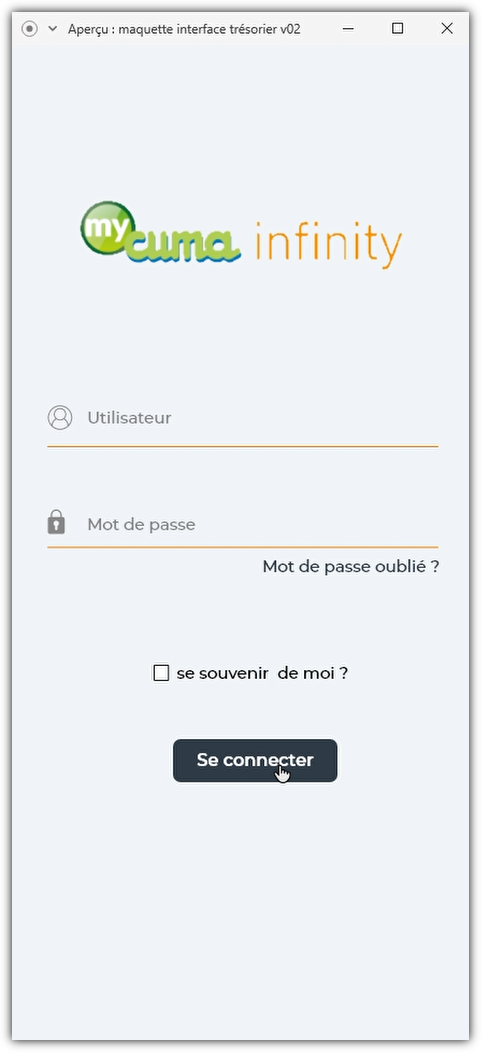 Aperçu : maquette interface trésorier v02
mycuma infinity
Utilisateur
Mot de passe
Mot de passe oublié ?
se souvenir de moi ?
Se connecter